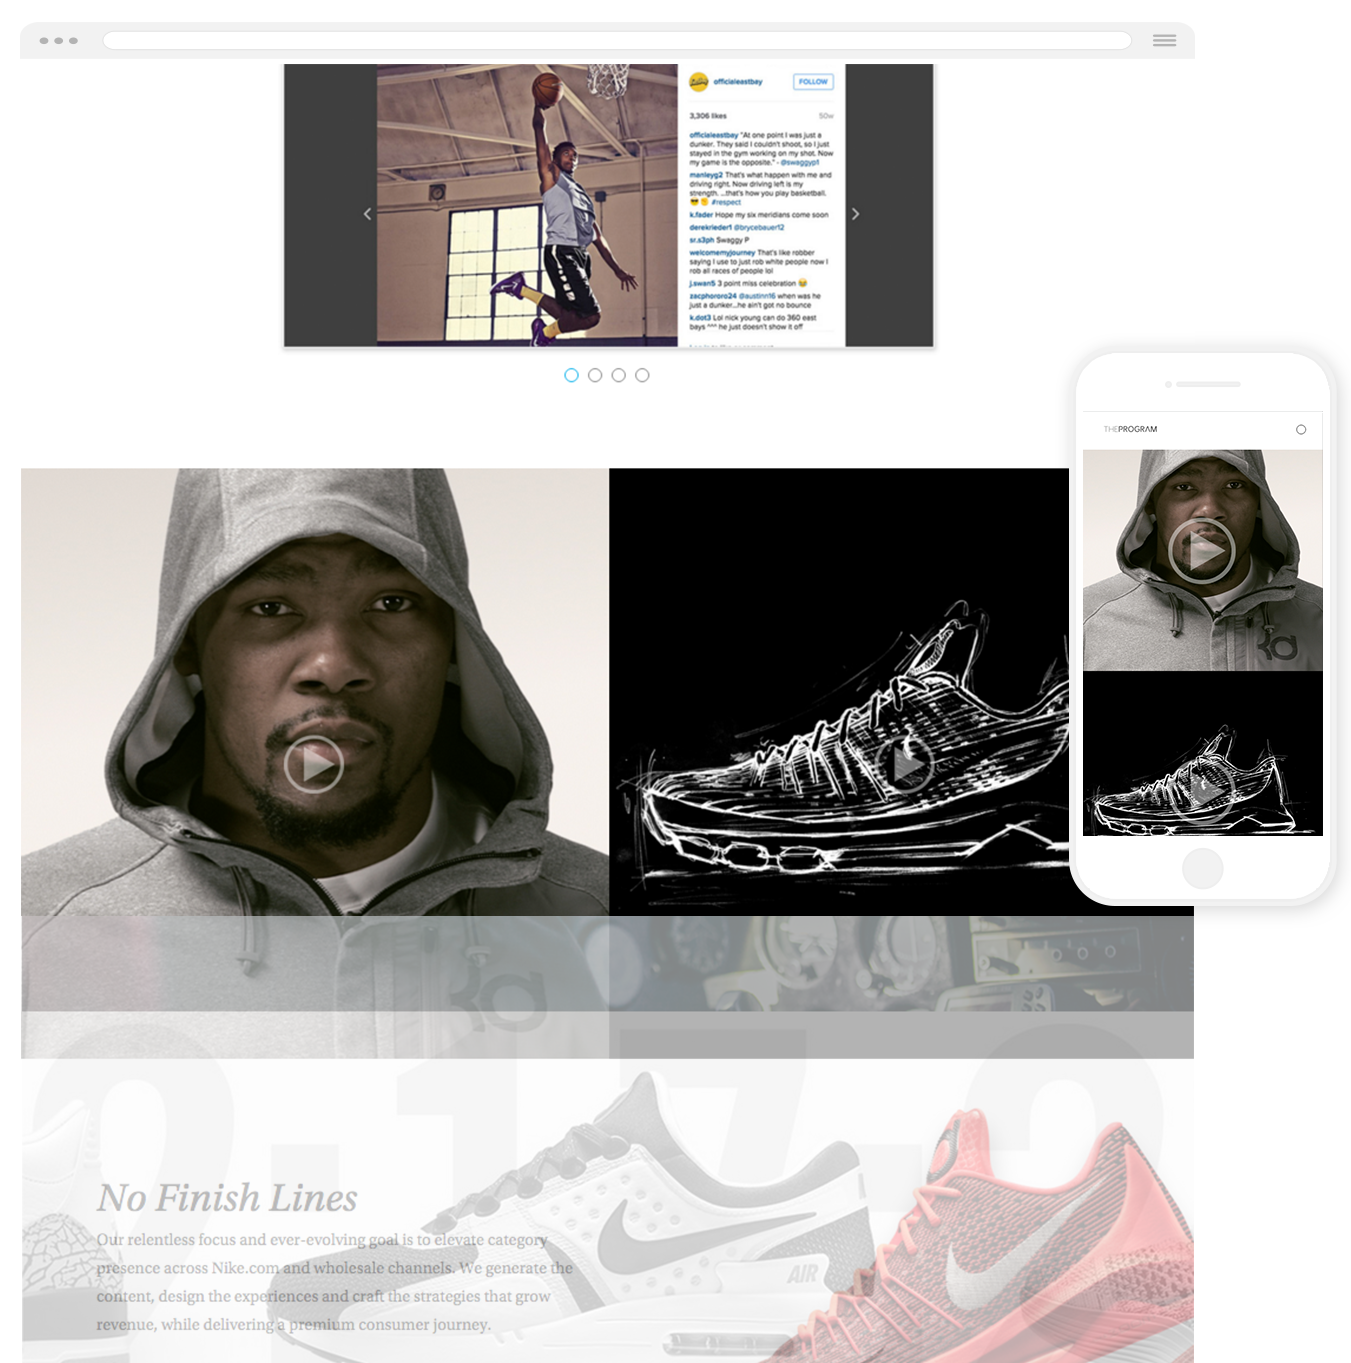 officialeastbay FOLLOW
3,306 likes 50w
officialeastbay "At one point I was just a
dunker. They said I couldn't shoot, so I just
stayed in the gym working on my shot. Now
my game is the opposite." - @swaggyp1
manleyg2 That's what happen with me and
driving right. Now driving left is my
strength. ...that's how you play basketball.
😎 👌 #respect
k.fader Hope my six meridians come soon
derekrieder1 @brycebauer12
sr.s3ph Swaggy P
welcomemyjourney That's like robber
saying I use to just rob white people now I
rob all races of people lol
j.swan5 3 point miss celebration 😂
zacphororo24 @austinn16 when was he
just a dunker...he ain't got no bounce
k.dot3 Lol nick young can do 360 east
bays ^^^ he just doesn't show it off
THEPROGRAM
No Finish Lines
Our relentless focus and ever-evolving goal is to elevate category
presence across Nike.com and wholesale channels. We generate the
content, design the experiences and craft the strategies that grow
revenue, while delivering a premium consumer journey.
AIR